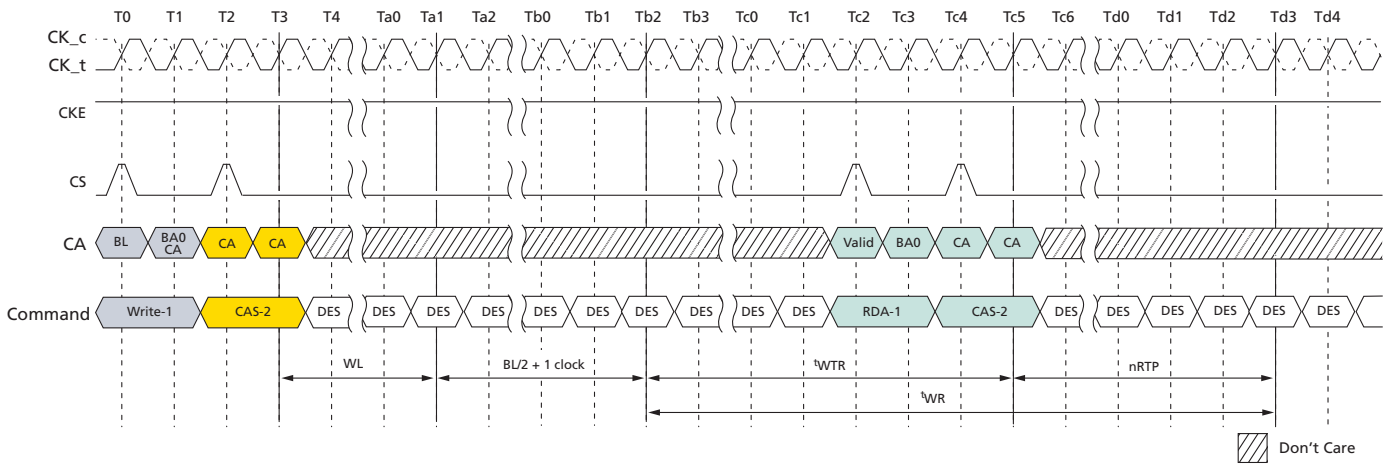 T0 T1 T2 T3 T4 Ta0 Ta1 Ta2 Tb0 Tb1 Tb2 Tb3 Tc0 Tc1 Tc2 Tc3 Tc4 Tc5 Tc6 Td0 Td1 Td2 Td3 Td4
CK_c
CK_t
CKE
CS
CA BL BA0 CA CA CA Valid BA0 CA CA
Command Write-1 CAS-2 DES DES DES DES DES DES DES DES DES DES RDA-1 CAS-2 DES DES DES DES DES DES
WL BL/2 + 1 clock tWTR nRTP
tWR
Don't Care